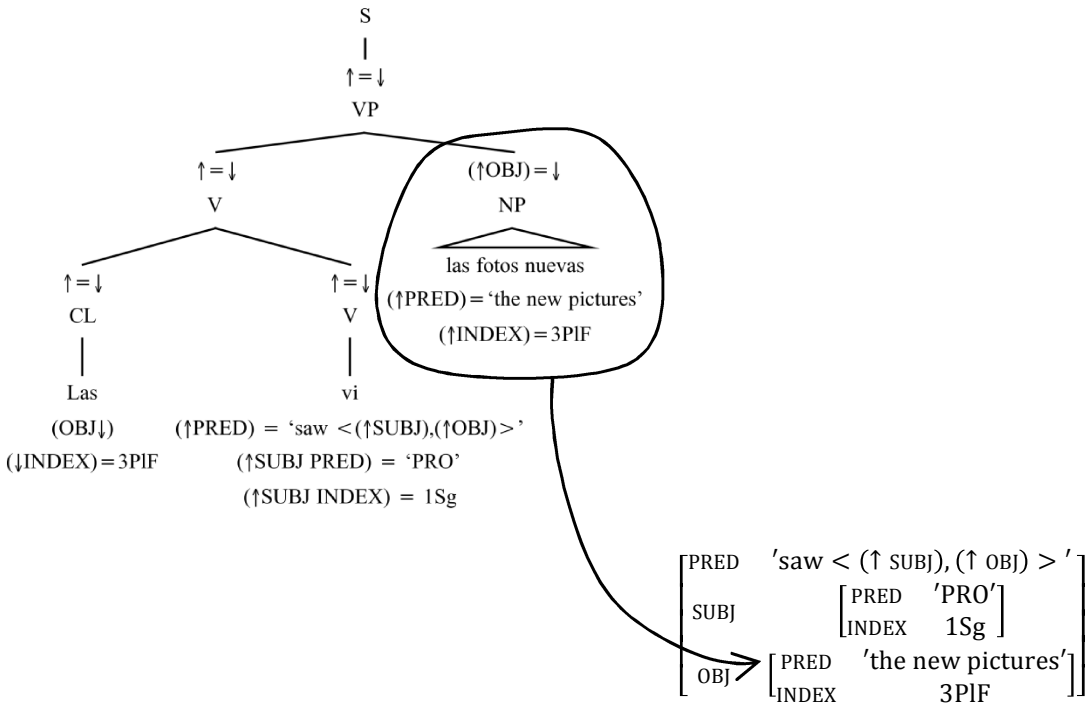 S
↑=↓
VP
↑=↓ (↑OBJ)=↓
V NP
las fotos nuevas
↑=↓ ↑=↓ (↑PRED)=‘the new pictures’
CL V (↑INDEX)=3PlF
Las vi
(OBJ↓) (↑PRED) = ‘saw <(↑SUBJ),(↑OBJ)>’
(↓INDEX)=3PlF (↑SUBJ PRED) = ‘PRO’
(↑SUBJ INDEX) = 1Sg
PRED ′saw < (↑ SUBJ), (↑ OBJ) > ′
SUBJ
PRED ′PRO′
INDEX 1Sg
OBJ
PRED ′the new pictures′
INDEX 3PlF